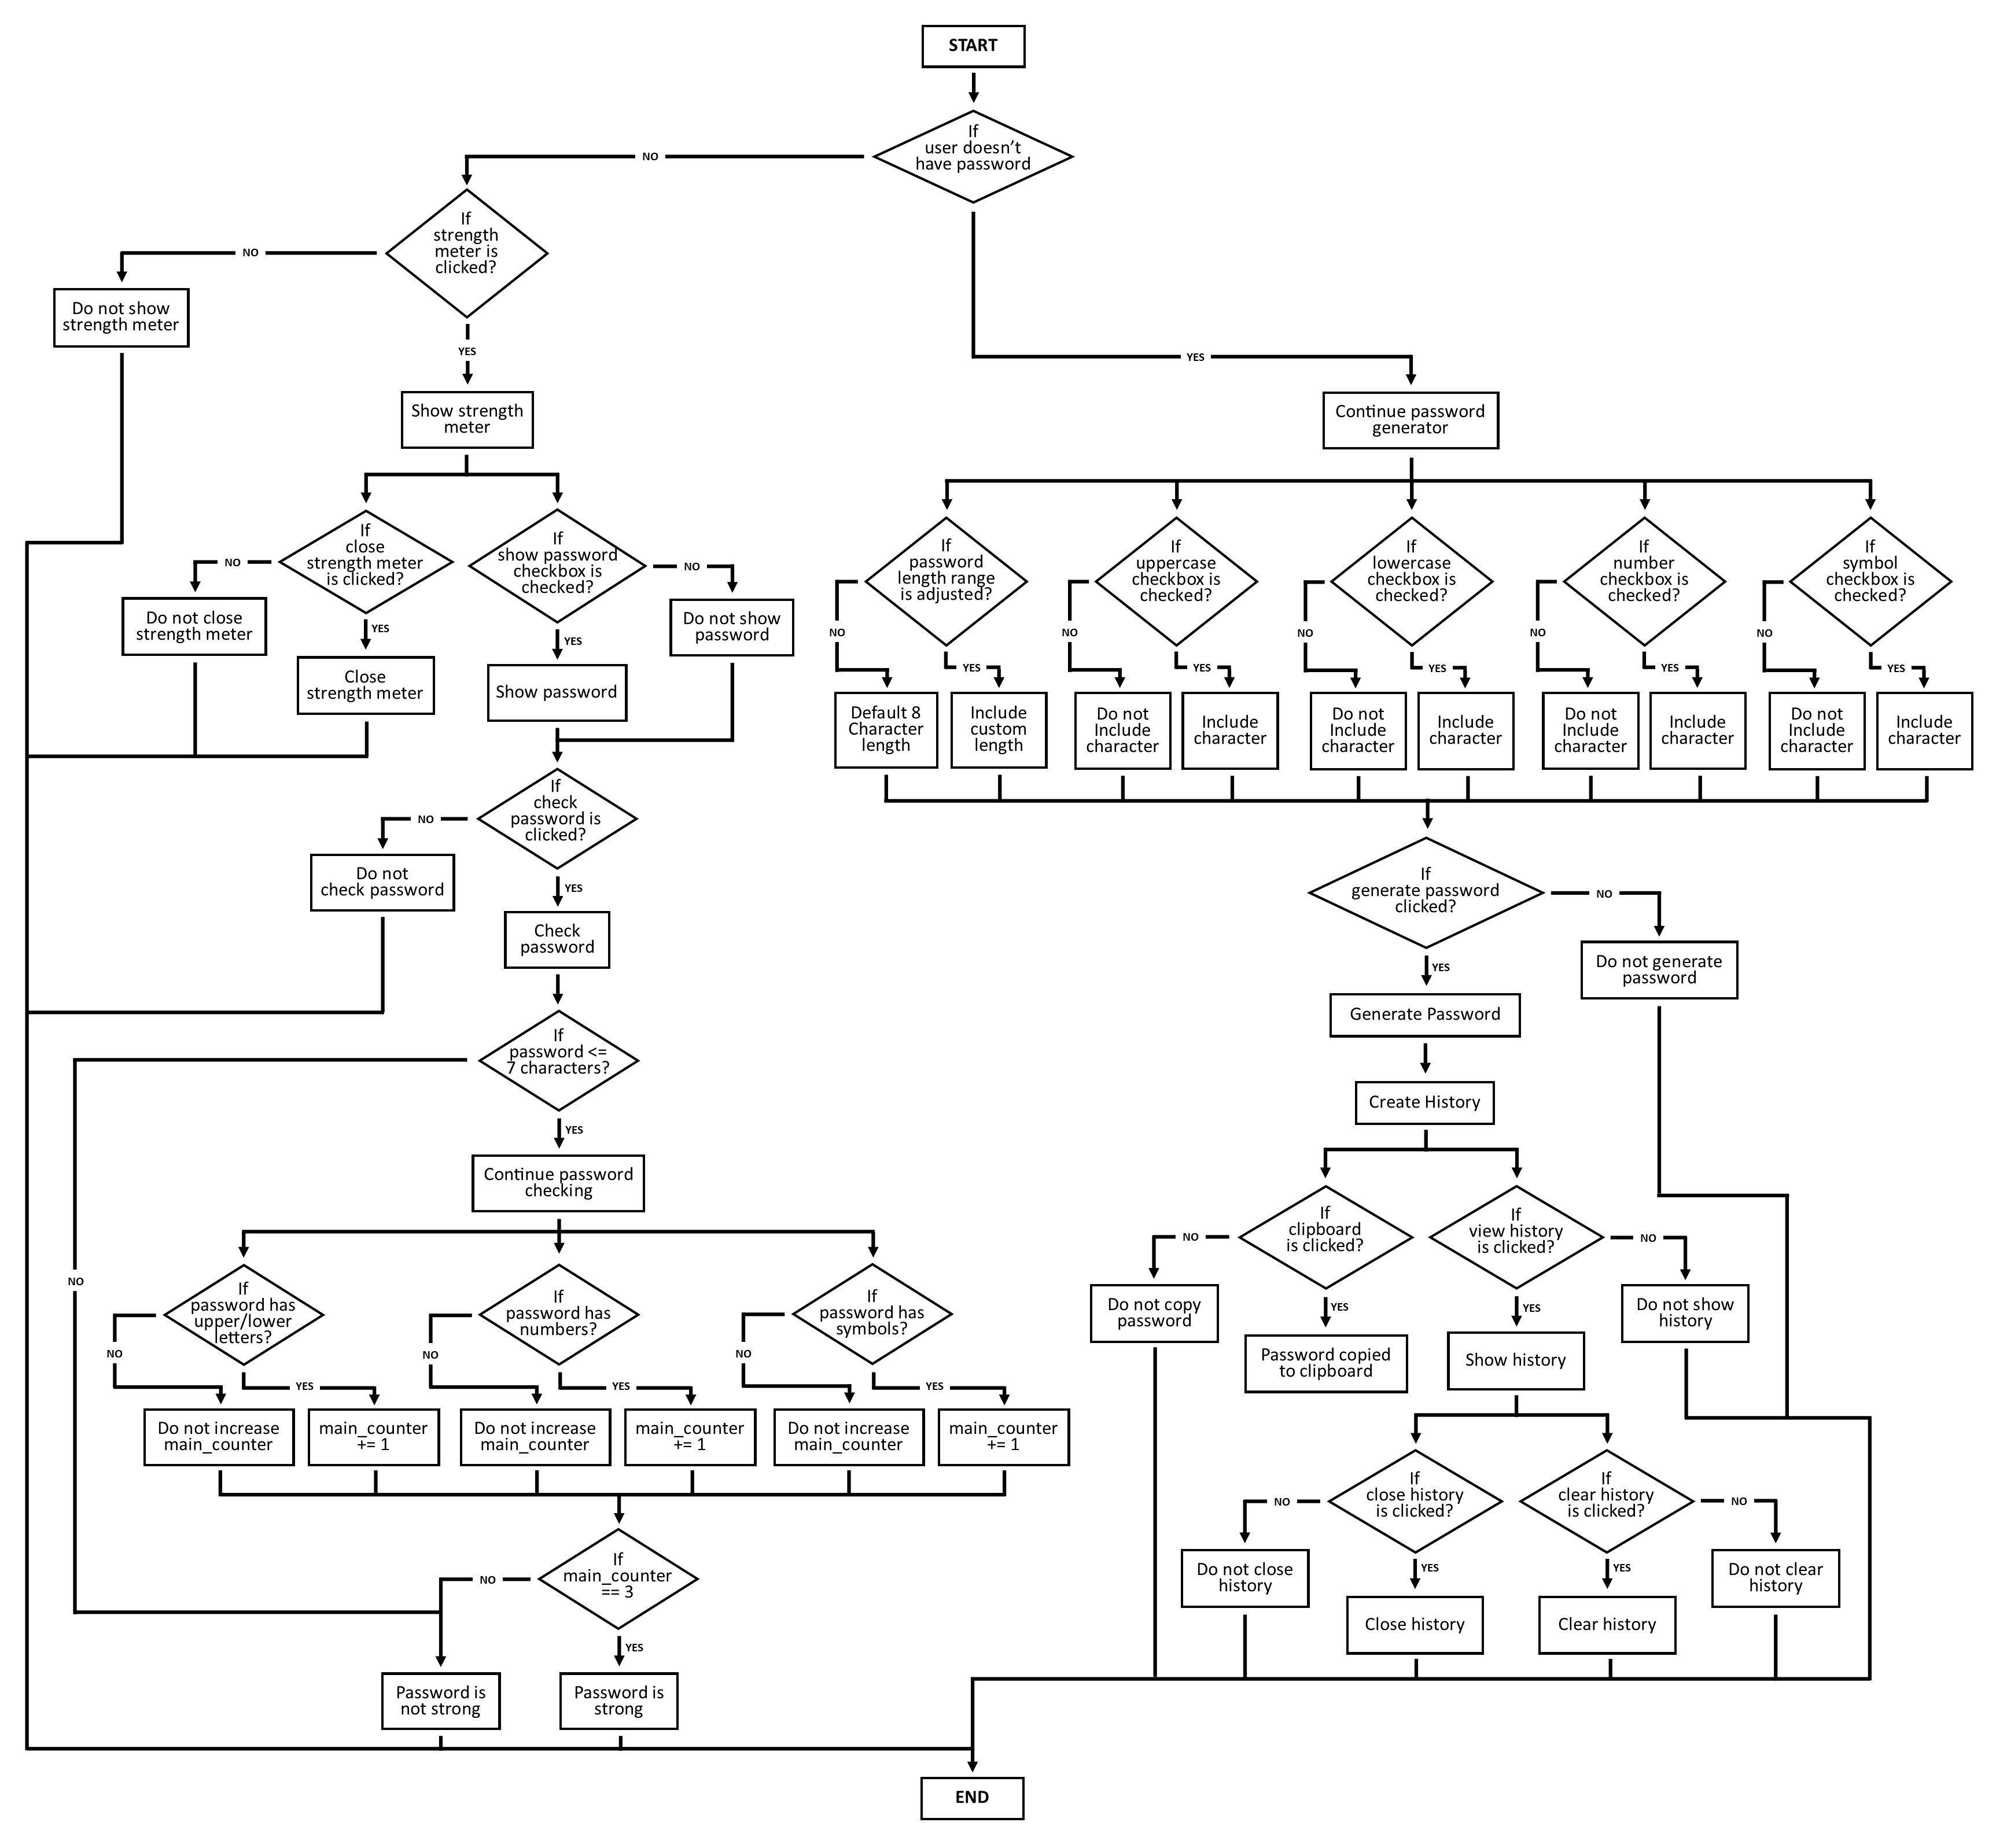 START
If
user doesn’t
have password
NO
If
strength
meter is
clicked?
NO
Do not show
strength meter
YES
YES
Show strength
meter
Continue password
generator
If
close
strength meter
is clicked?
NO
If
show password
checkbox is
checked?
NO
Do not close
strength meter
YES
Close
strength meter
YES
Show password
Do not show
password
If
password
length range
is adjusted?
If
uppercase
checkbox is
checked?
If
lowercase
checkbox is
checked?
If
number
checkbox is
checked?
If
symbol
checkbox is
checked?
NO
YES
NO
YES
NO
YES
NO
YES
NO
YES
Default 8
Character
length
Include
custom
length
Do not
Include
character
Include
character
Do not
Include
character
Include
character
Do not
Include
character
Include
character
Do not
Include
character
Include
character
If
check
password is
clicked?
NO
Do not
check password
YES
Check
password
If
generate password
clicked?
NO
Do not generate
password
YES
Generate Password
Create History
If
password <=
7 characters?
YES
NO
Continue password
checking
If
password has
upper/lower
letters?
If
password has
numbers?
If
password has
symbols?
NO
YES
NO
YES
NO
YES
Do not increase
main_counter
main_counter
+= 1
Do not increase
main_counter
main_counter
+= 1
Do not increase
main_counter
main_counter
+= 1
If
clipboard
is clicked?
NO
Do not copy
password
YES
Password copied
to clipboard
If
view history
is clicked?
NO
Do not show
history
YES
Show history
If
close history
is clicked?
NO
Do not close
history
YES
Close history
If
clear history
is clicked?
NO
Do not clear
history
YES
Clear history
If
main_counter
== 3
NO
YES
Password is
not strong
Password is
strong
END